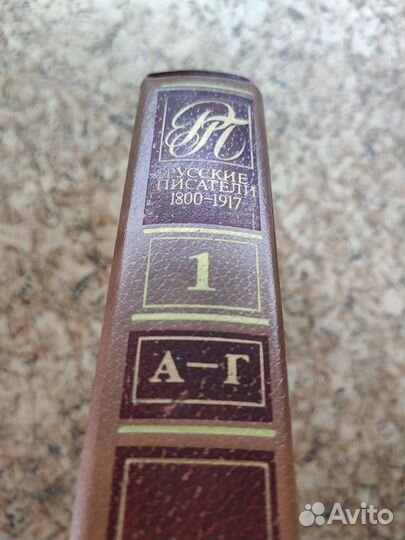 РП
РУССКИЕ
ПИСАТЕЛИ
1800–1917
1
А–Г
Avito